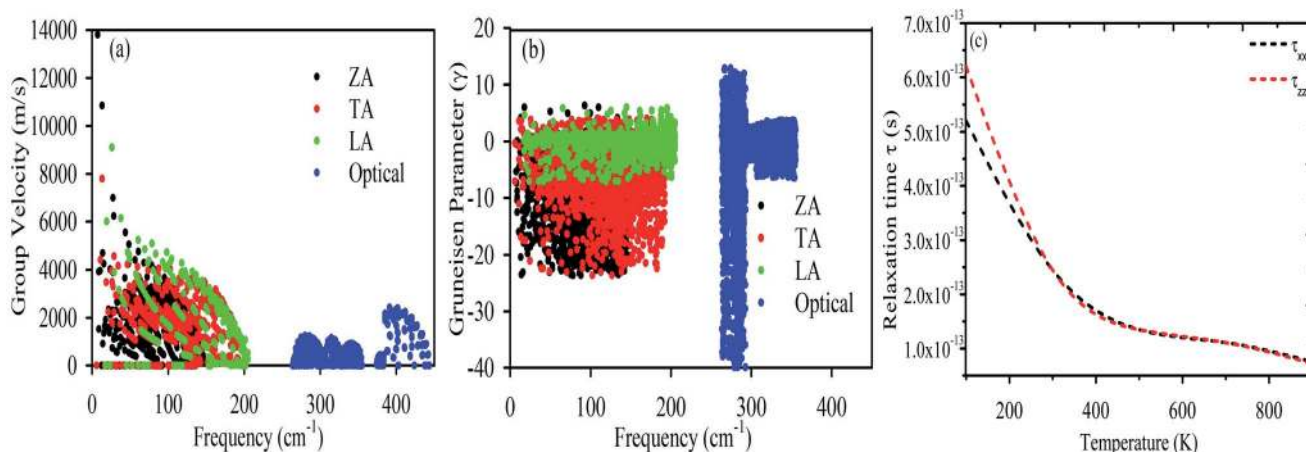 (a)
Group Velocity (m/s)
14000
12000
10000
8000
6000
4000
2000
0
ZA
TA
LA
Optical
0 100 200 300 400
Frequency (cm⁻¹)
(b)
Gruneisen Parameter (γ)
20
10
0
-10
-20
-30
-40
ZA
TA
LA
Optical
0 100 200 300 400
Frequency (cm⁻¹)
(c)
Relaxation time τ (s)
7.0x10⁻¹³
6.0x10⁻¹³
5.0x10⁻¹³
4.0x10⁻¹³
3.0x10⁻¹³
2.0x10⁻¹³
1.0x10⁻¹³
τxx
τzz
200 400 600 800
Temperature (K)